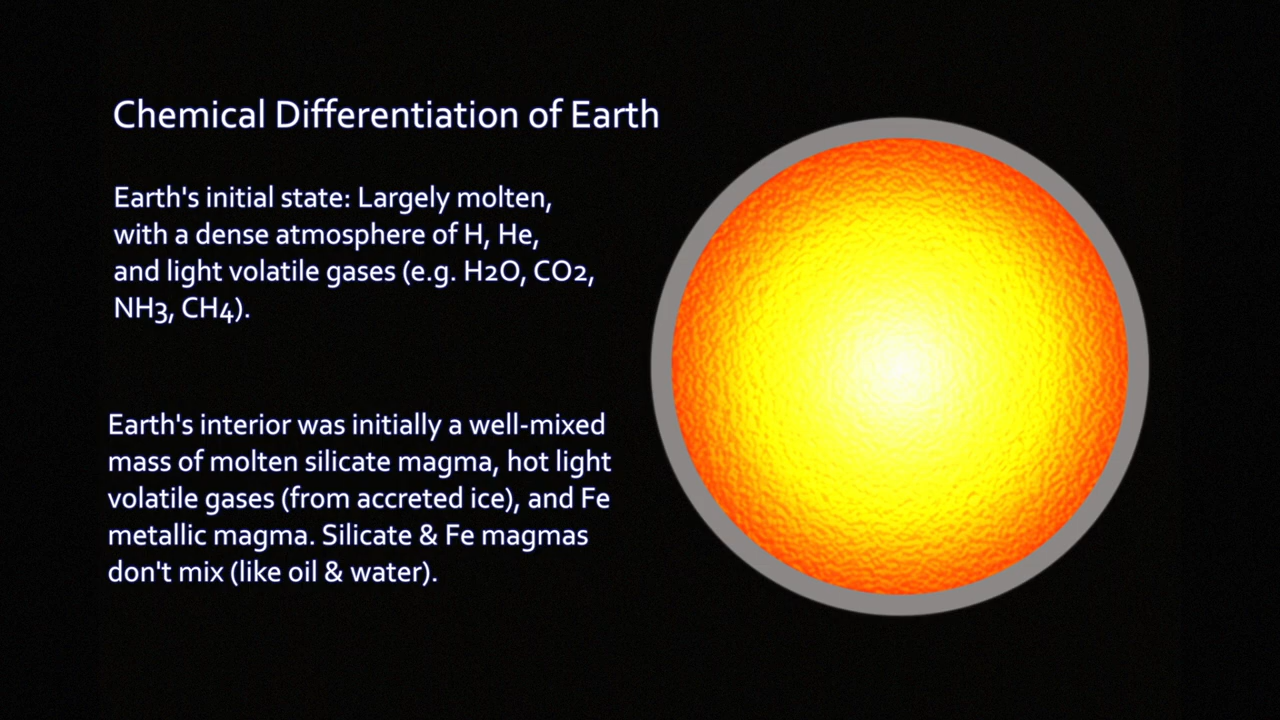 Chemical Differentiation of Earth
Earth's initial state: Largely molten,
with a dense atmosphere of H, He,
and light volatile gases (e.g. H2O, CO2,
NH3, CH4).
Earth's interior was initially a well-mixed
mass of molten silicate magma, hot light
volatile gases (from accreted ice), and Fe
metallic magma. Silicate & Fe magmas
don't mix (like oil & water).